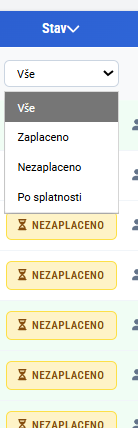 Stav
Vše
Vše
Zaplaceno
Nezaplaceno
Po splatnosti
NEZAPLACENO
NEZAPLACENO
NEZAPLACENO
NEZAPLACENO
NEZAPLACENO